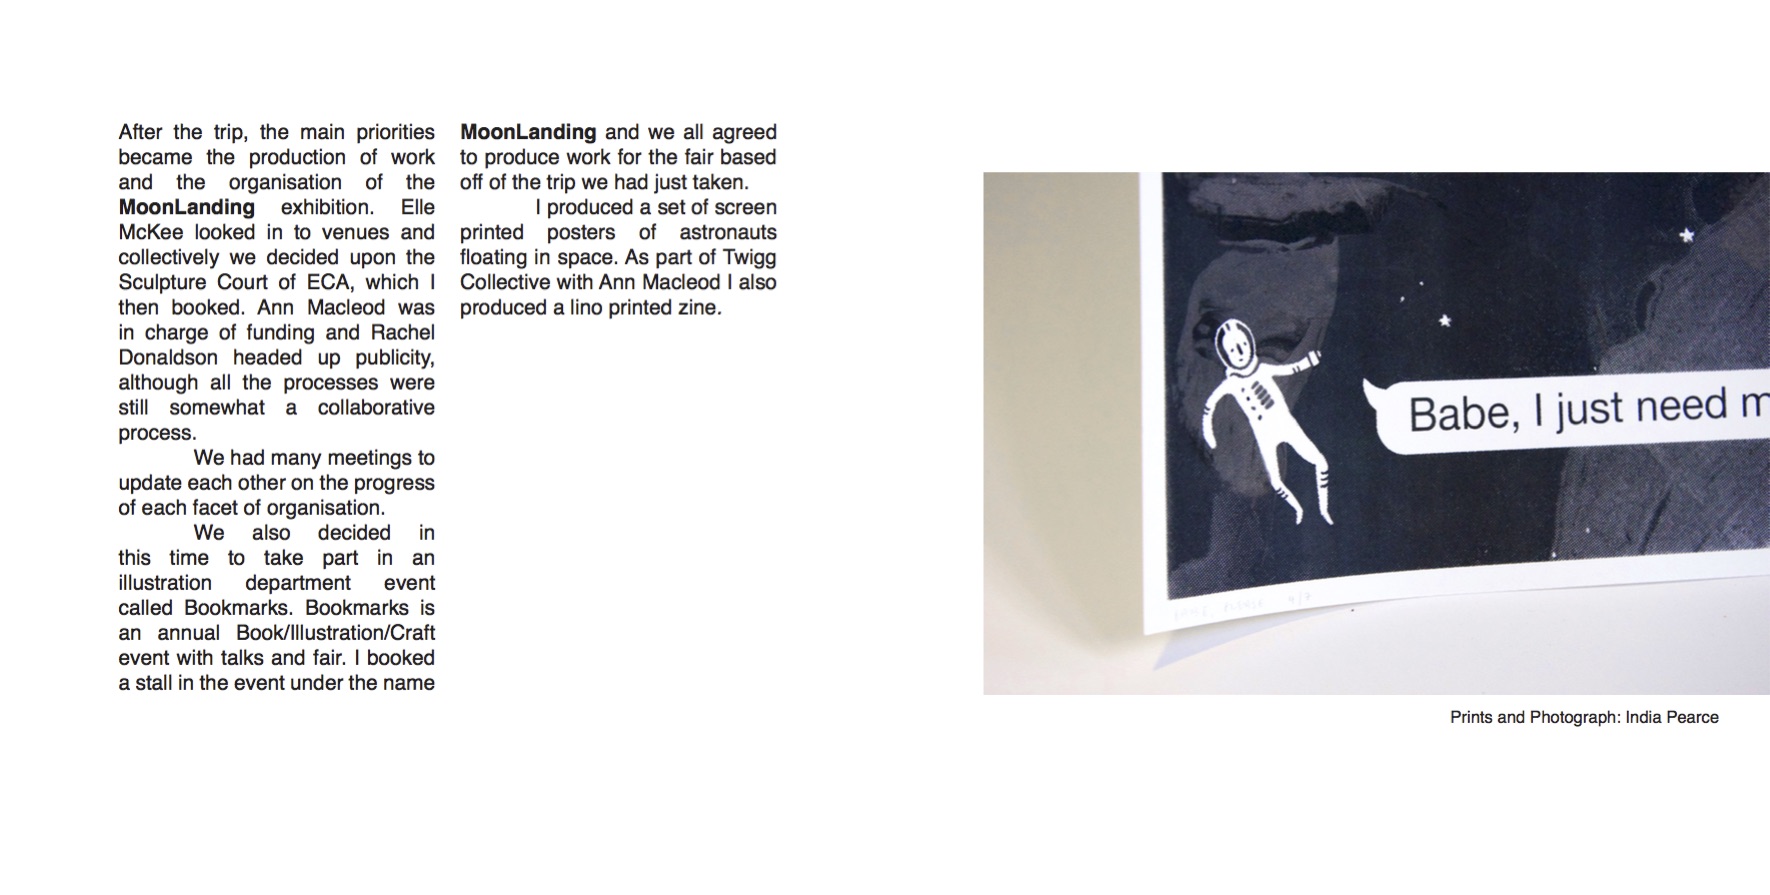 After the trip, the main priorities
became the production of work
and the organisation of the
MoonLanding exhibition. Elle
McKee looked in to venues and
collectively we decided upon the
Sculpture Court of ECA, which I
then booked. Ann Macleod was
in charge of funding and Rachel
Donaldson headed up publicity,
although all the processes were
still somewhat a collaborative
process.
We had many meetings to
update each other on the progress
of each facet of organisation.
We also decided in
this time to take part in an
illustration department event
called Bookmarks. Bookmarks is
an annual Book/Illustration/Craft
event with talks and fair. I booked
a stall in the event under the name
MoonLanding and we all agreed
to produce work for the fair based
off of the trip we had just taken.
I produced a set of screen
printed posters of astronauts
floating in space. As part of Twigg
Collective with Ann Macleod I also
produced a lino printed zine.
Babe, I just need m
4/7
Prints and Photograph: India Pearce